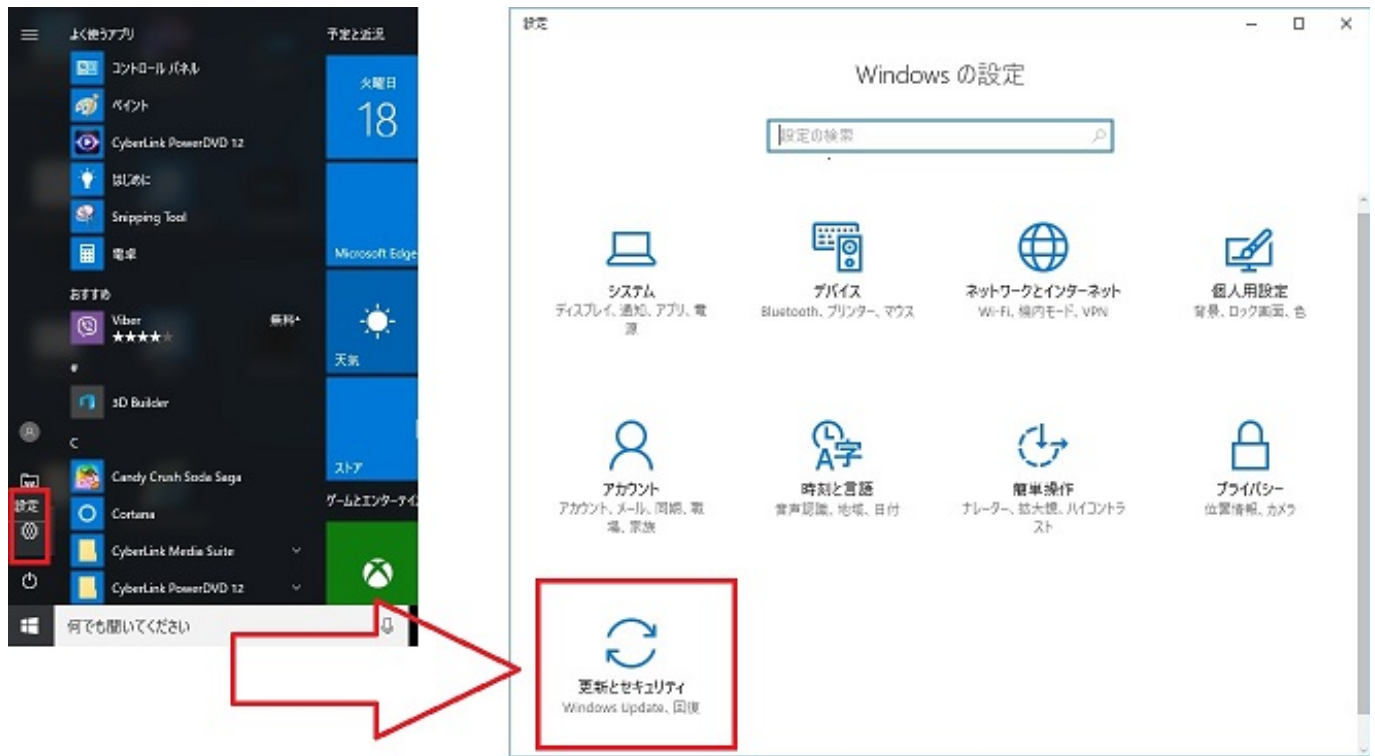 よく使うアプリ
予定と近況
コントロール パネル
ペイント
CyberLink PowerDVD 12
はじめに
Snipping Tool
電卓
火曜日
18
Microsoft Edge
おすすめ
Viber
無料*
★★★★★
天気
#
3D Builder
C
Candy Crush Soda Saga
ストア
設定
Cortana
ゲームとエンターテイ
CyberLink Media Suite
CyberLink PowerDVD 12
何でも聞いてください
設定
Windows の設定
設定の検索
システム
ディスプレイ、通知、アプリ、電
源
デバイス
Bluetooth、プリンター、マウス
ネットワークとインターネット
Wi-Fi、機内モード、VPN
個人用設定
背景、ロック画面、色
アカウント
アカウント、メール、同期、職
場、家族
時刻と言語
音声認識、地域、日付
簡単操作
ナレーター、拡大鏡、ハイコントラ
スト
プライバシー
位置情報、カメラ
更新とセキュリティ
Windows Update、回復